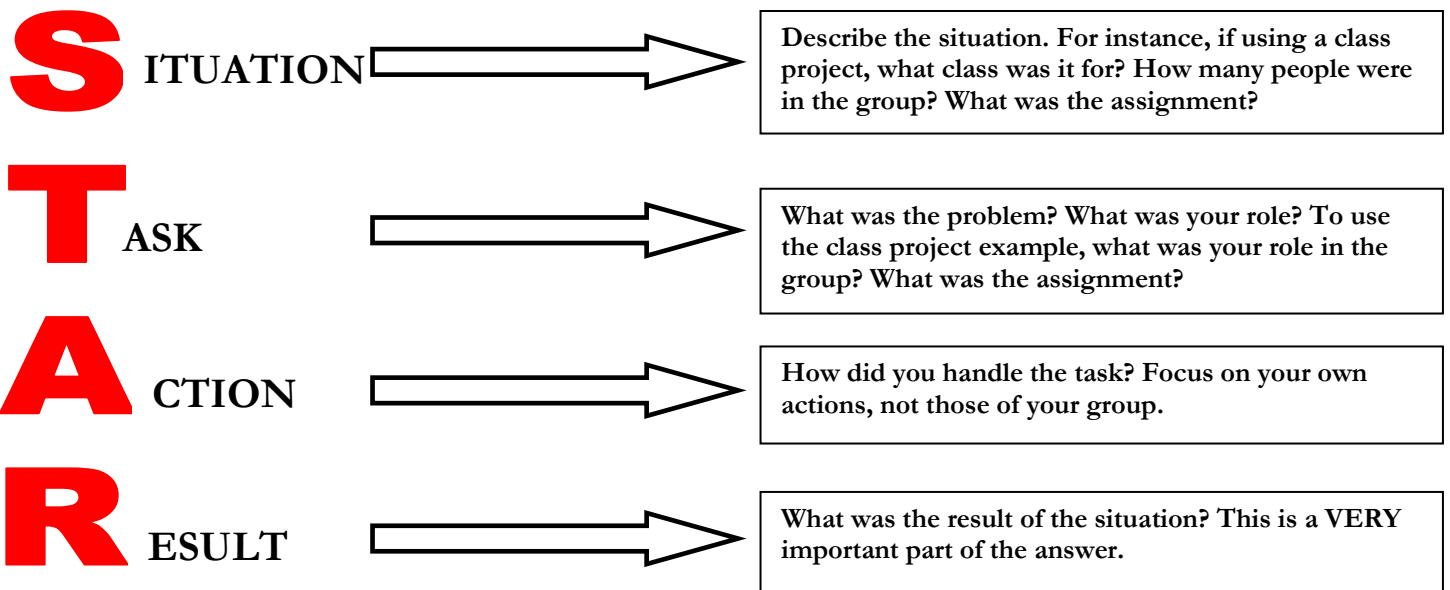 SITUATION
Describe the situation. For instance, if using a class
project, what class was it for? How many people were
in the group? What was the assignment?
TASK
What was the problem? What was your role? To use
the class project example, what was your role in the
group? What was the assignment?
ACTION
How did you handle the task? Focus on your own
actions, not those of your group.
RESULT
What was the result of the situation? This is a VERY
important part of the answer.